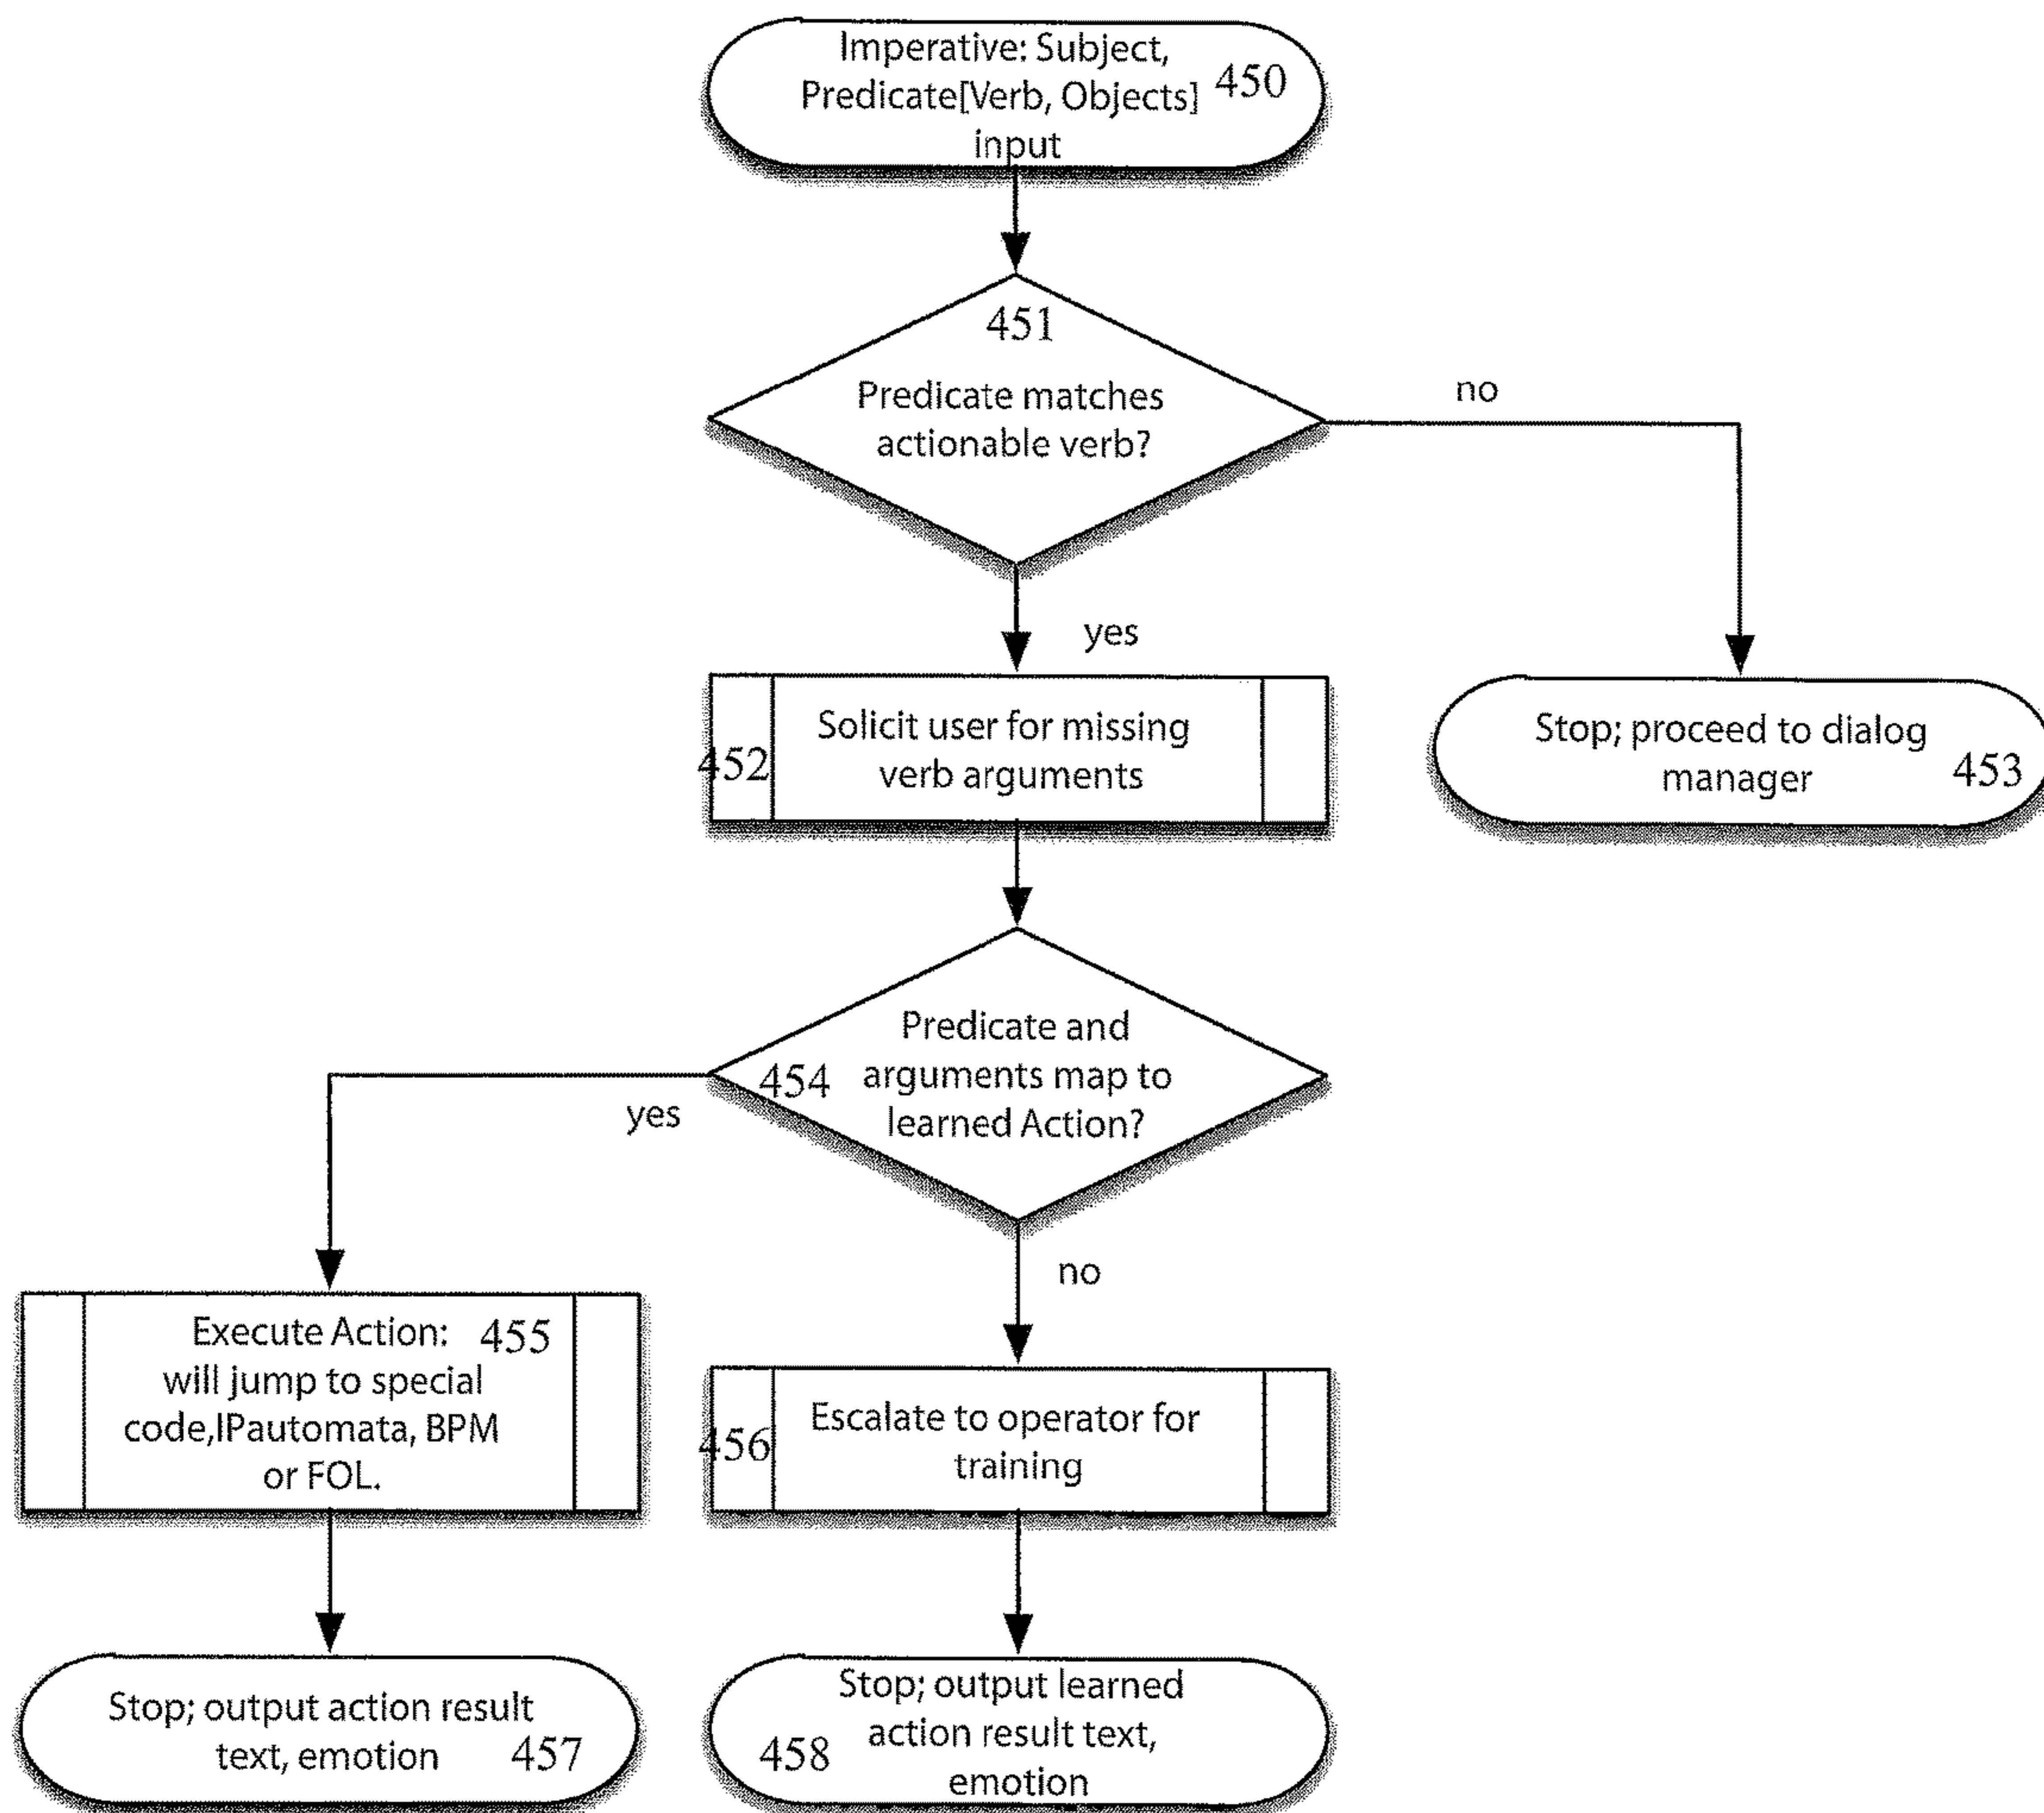 Imperative: Subject,
Predicate[Verb, Objects] 450
input
451
Predicate matches
actionable verb?
no
yes
Solicit user for missing
452 verb arguments
Stop; proceed to dialog
manager 453
Predicate and
454 arguments map to
learned Action?
yes
no
Execute Action: 455
will jump to special
code,IPautomata, BPM
or FOL.
Escalate to operator for
456 training
Stop; output action result
text, emotion 457
Stop; output learned
458 action result text,
emotion